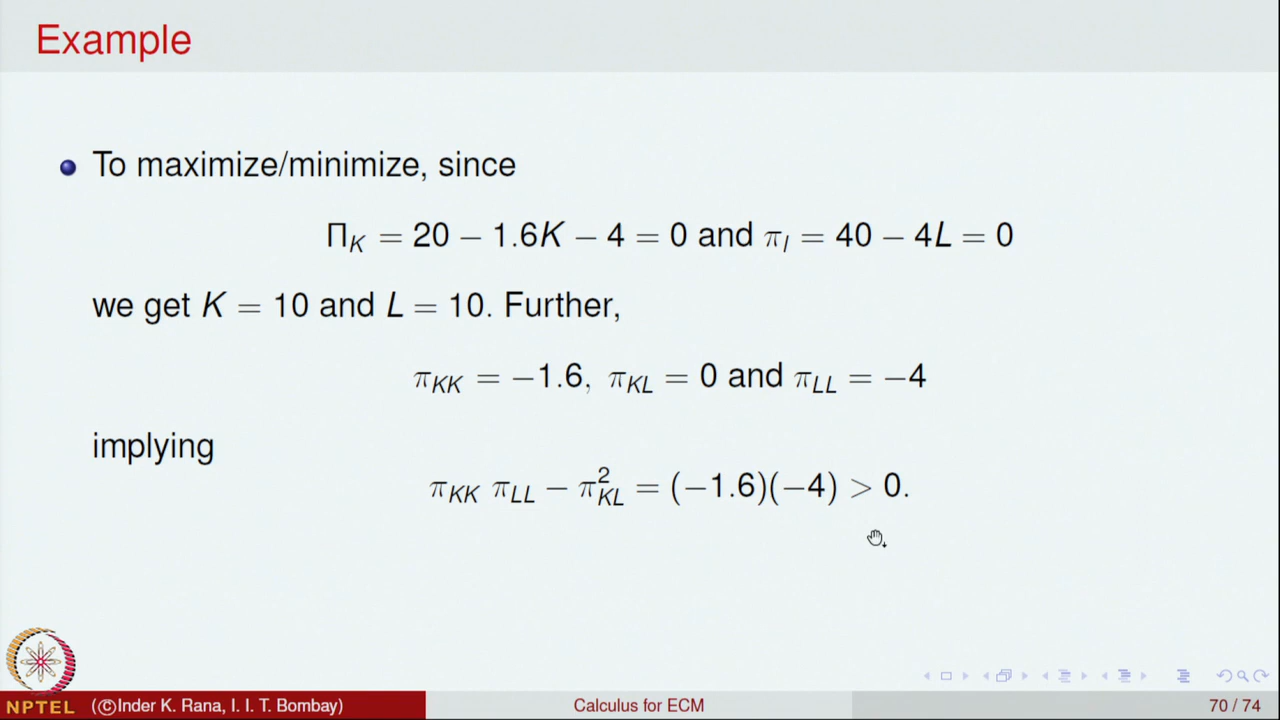 Example
To maximize/minimize, since
Π_K = 20 − 1.6K − 4 = 0 and π_l = 40 − 4L = 0
we get K = 10 and L = 10. Further,
π_KK = −1.6, π_KL = 0 and π_LL = −4
implying
π_KK π_LL − π²_KL = (−1.6)(−4) > 0.
NPTEL (©Inder K. Rana, I. I. T. Bombay) Calculus for ECM 70 / 74